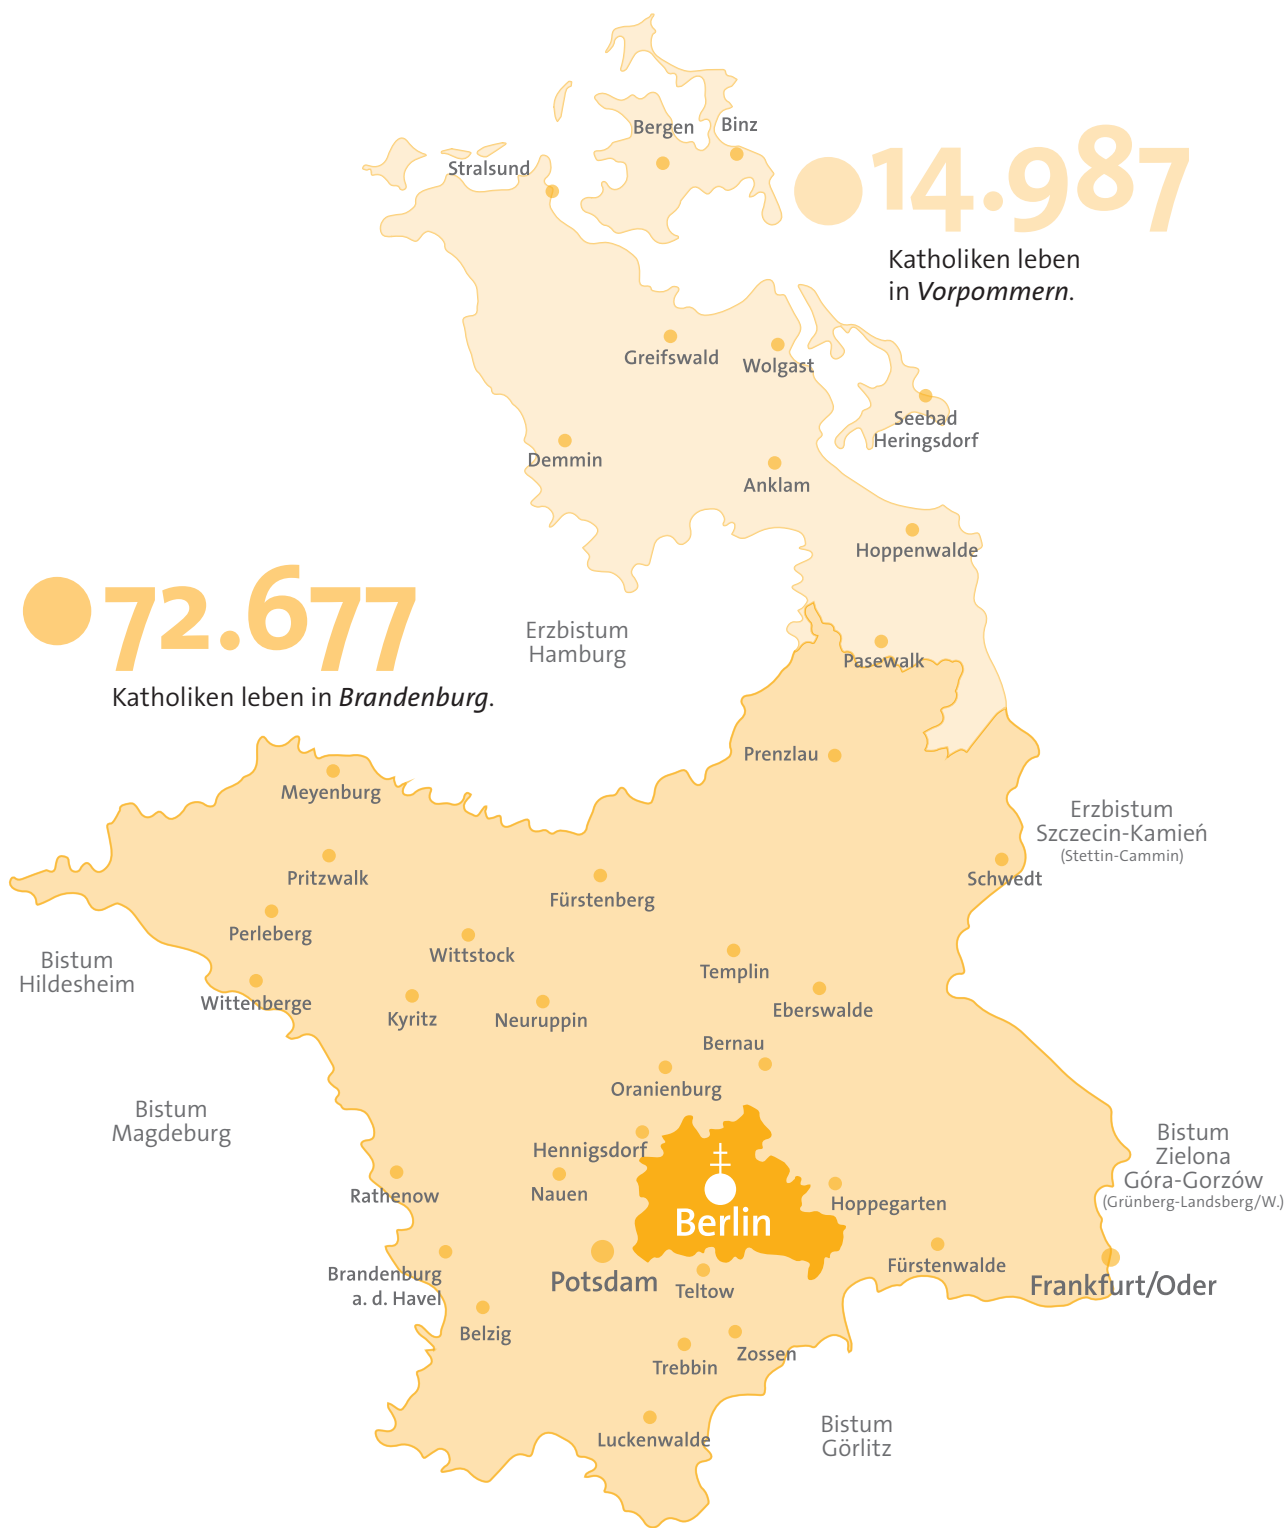 Bergen
Binz
Stralsund
14.987
Katholiken leben
in Vorpommern.
Greifswald
Wolgast
Seebad
Heringsdorf
Demmin
Anklam
Hoppenwalde
72.677
Katholiken leben in Brandenburg.
Erzbistum
Hamburg
Pasewalk
Prenzlau
Meyenburg
Erzbistum
Szczecin-Kamień
(Stettin-Cammin)
Pritzwalk
Schwedt
Fürstenberg
Perleberg
Wittstock
Bistum
Hildesheim
Templin
Wittenberge
Kyritz
Neuruppin
Eberswalde
Bernau
Oranienburg
Bistum
Magdeburg
Hennigsdorf
Bistum
Zielona
Góra-Gorzów
(Grünberg-Landsberg/W.)
Rathenow
Nauen
Hoppegarten
Berlin
Fürstenwalde
Brandenburg
a. d. Havel
Potsdam
Teltow
Frankfurt/Oder
Belzig
Zossen
Trebbin
Luckenwalde
Bistum
Görlitz